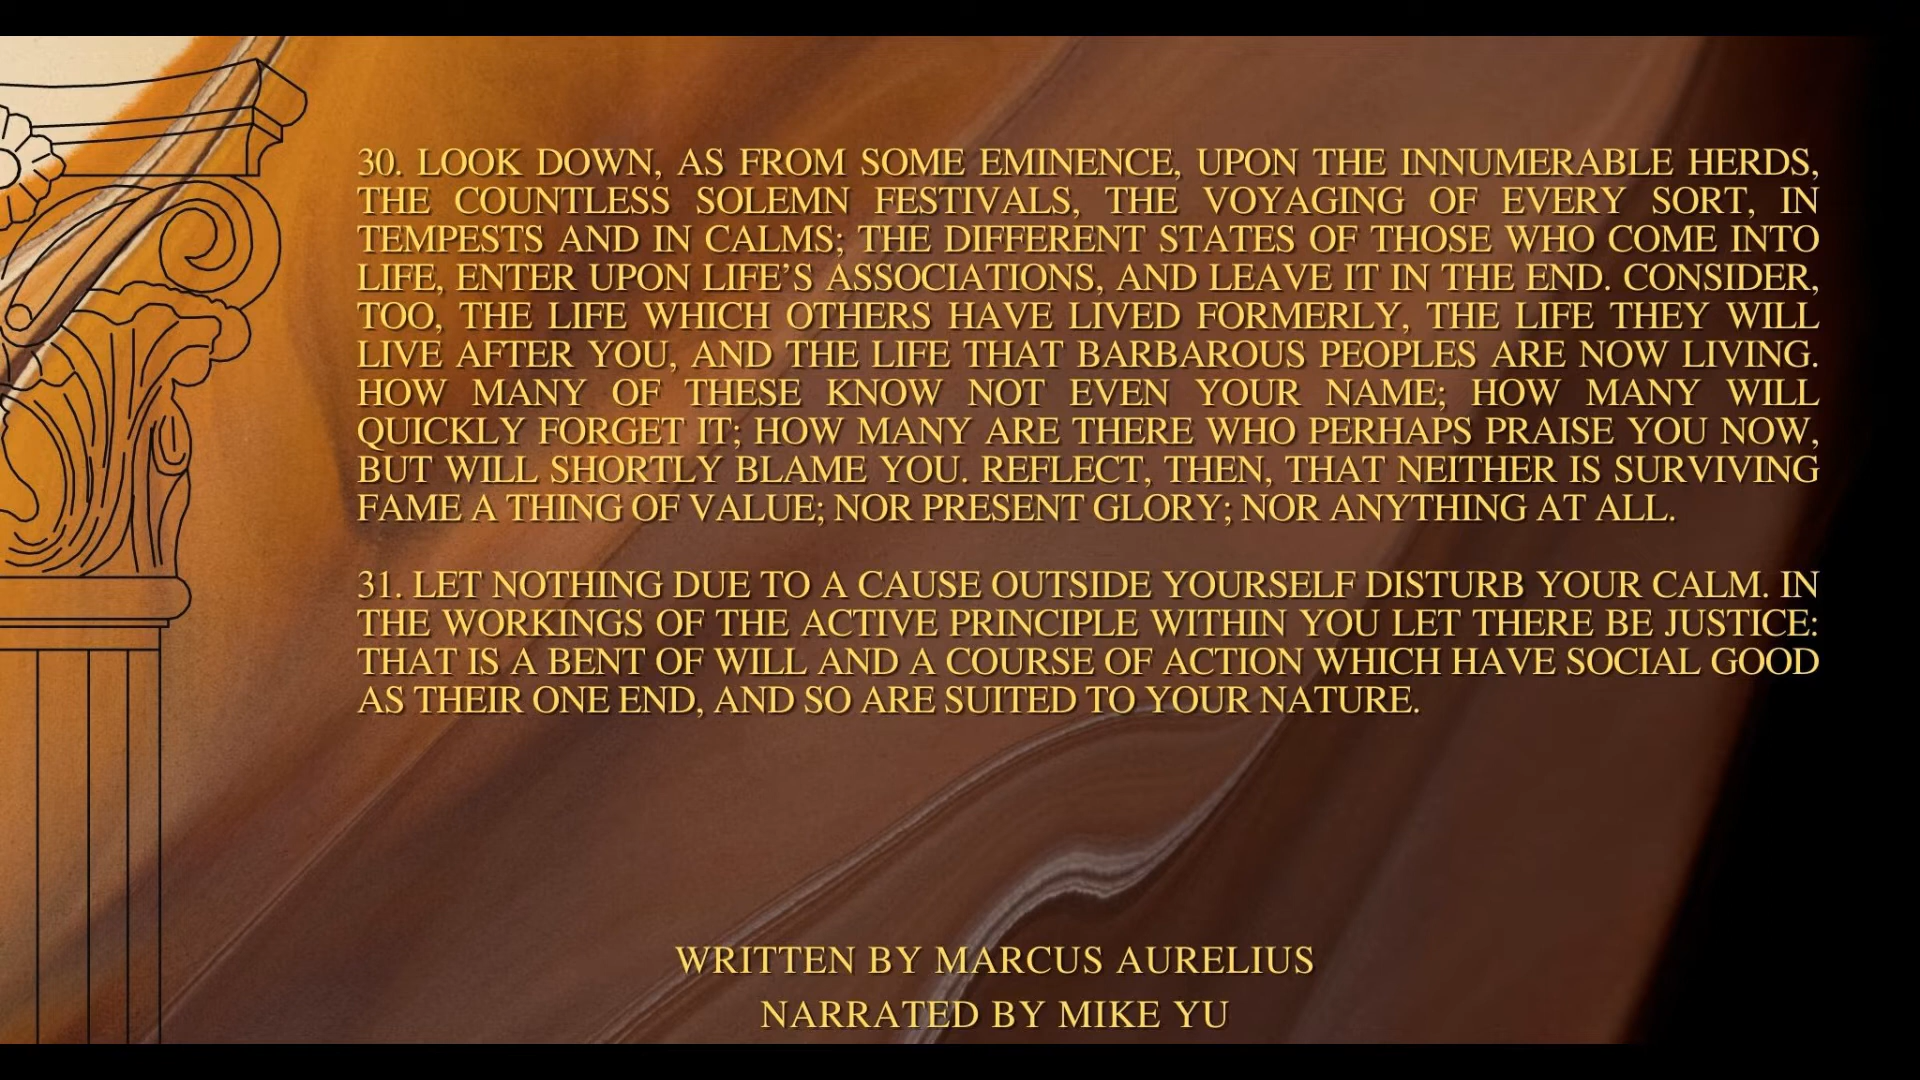 30. LOOK DOWN, AS FROM SOME EMINENCE, UPON THE INNUMERABLE HERDS,
THE COUNTLESS SOLEMN FESTIVALS, THE VOYAGING OF EVERY SORT, IN
TEMPESTS AND IN CALMS; THE DIFFERENT STATES OF THOSE WHO COME INTO
LIFE, ENTER UPON LIFE'S ASSOCIATIONS, AND LEAVE IT IN THE END. CONSIDER,
TOO, THE LIFE WHICH OTHERS HAVE LIVED FORMERLY, THE LIFE THEY WILL
LIVE AFTER YOU, AND THE LIFE THAT BARBAROUS PEOPLES ARE NOW LIVING.
HOW MANY OF THESE KNOW NOT EVEN YOUR NAME; HOW MANY WILL
QUICKLY FORGET IT; HOW MANY ARE THERE WHO PERHAPS PRAISE YOU NOW,
BUT WILL SHORTLY BLAME YOU. REFLECT, THEN, THAT NEITHER IS SURVIVING
FAME A THING OF VALUE; NOR PRESENT GLORY; NOR ANYTHING AT ALL.
31. LET NOTHING DUE TO A CAUSE OUTSIDE YOURSELF DISTURB YOUR CALM. IN
THE WORKINGS OF THE ACTIVE PRINCIPLE WITHIN YOU LET THERE BE JUSTICE:
THAT IS A BENT OF WILL AND A COURSE OF ACTION WHICH HAVE SOCIAL GOOD
AS THEIR ONE END, AND SO ARE SUITED TO YOUR NATURE.
WRITTEN BY MARCUS AURELIUS
NARRATED BY MIKE YU